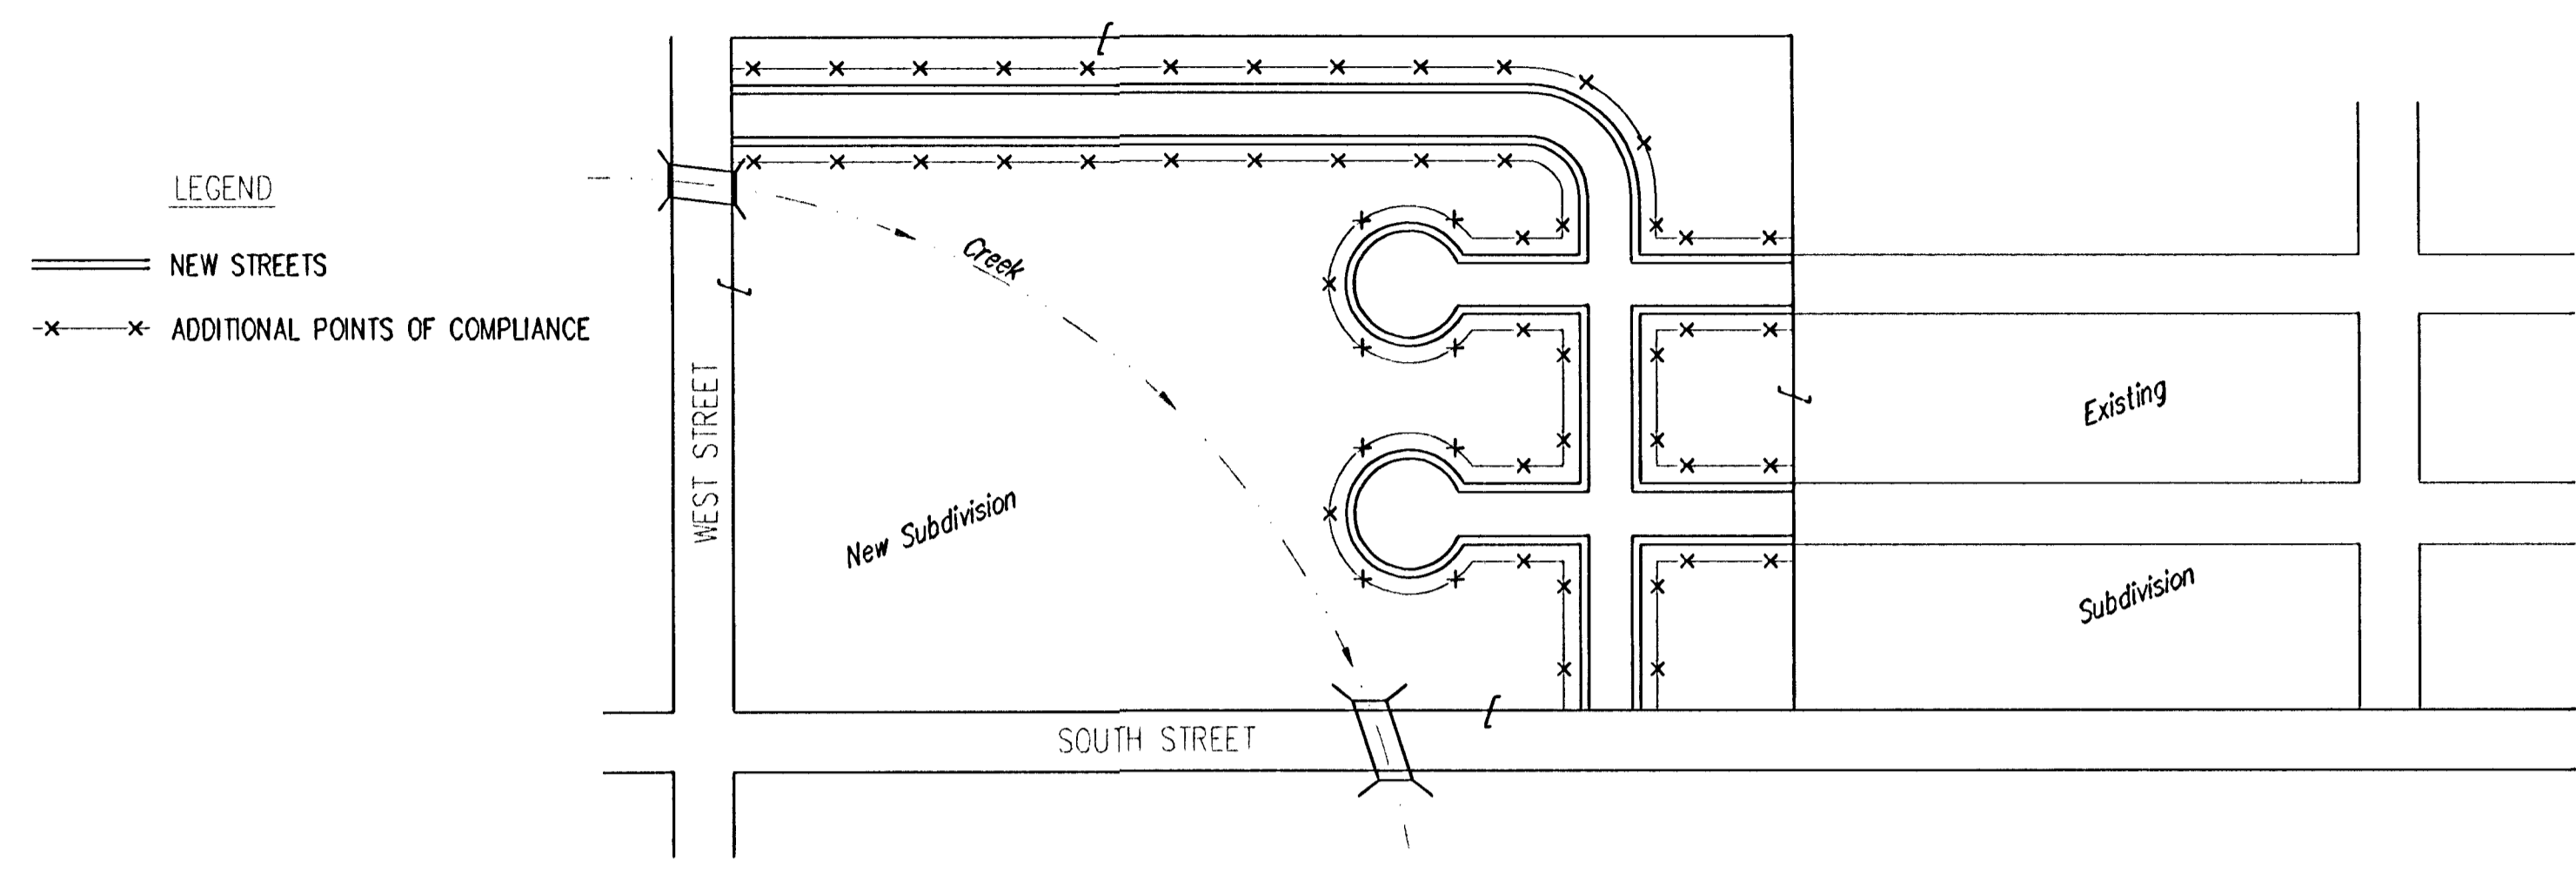 LEGEND
NEW STREETS
ADDITIONAL POINTS OF COMPLIANCE
WEST STREET
Creek
New Subdivision
SOUTH STREET
Existing
Subdivision